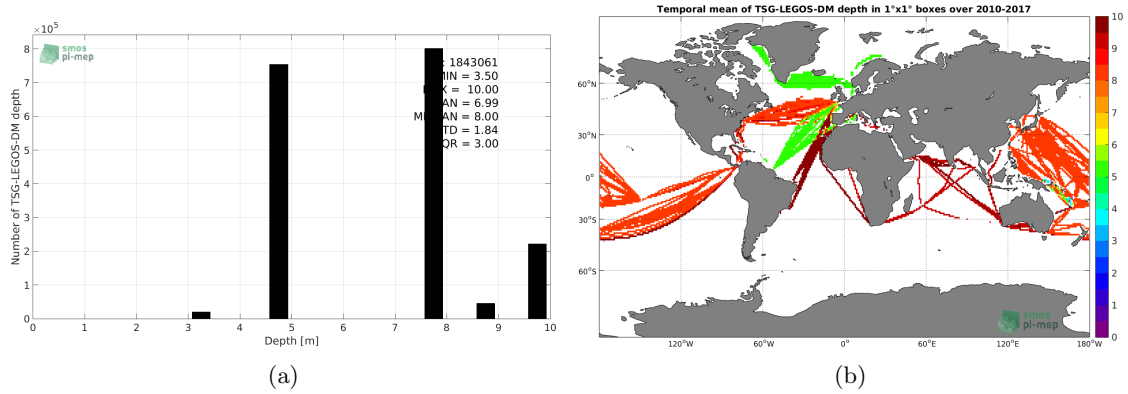 ×10⁵
smos
pi-mep
8
7
6
5
4
3
2
1
0
Number of TSG-LEGOS-DM depth
: 1843061
MIN = 3.50
= 10.00
AN = 6.99
M AN = 8.00
TD = 1.84
QR = 3.00
0 1 2 3 4 5 6 7 8 9 10
Depth [m]
(a)
Temporal mean of TSG-LEGOS-DM depth in 1°x1° boxes over 2010-2017
60°N
30°N
0°
30°S
60°S
120°W 60°W 0° 60°E 120°E 180°W
smos
pi-mep
10
9
8
7
6
5
4
3
2
1
0
(b)